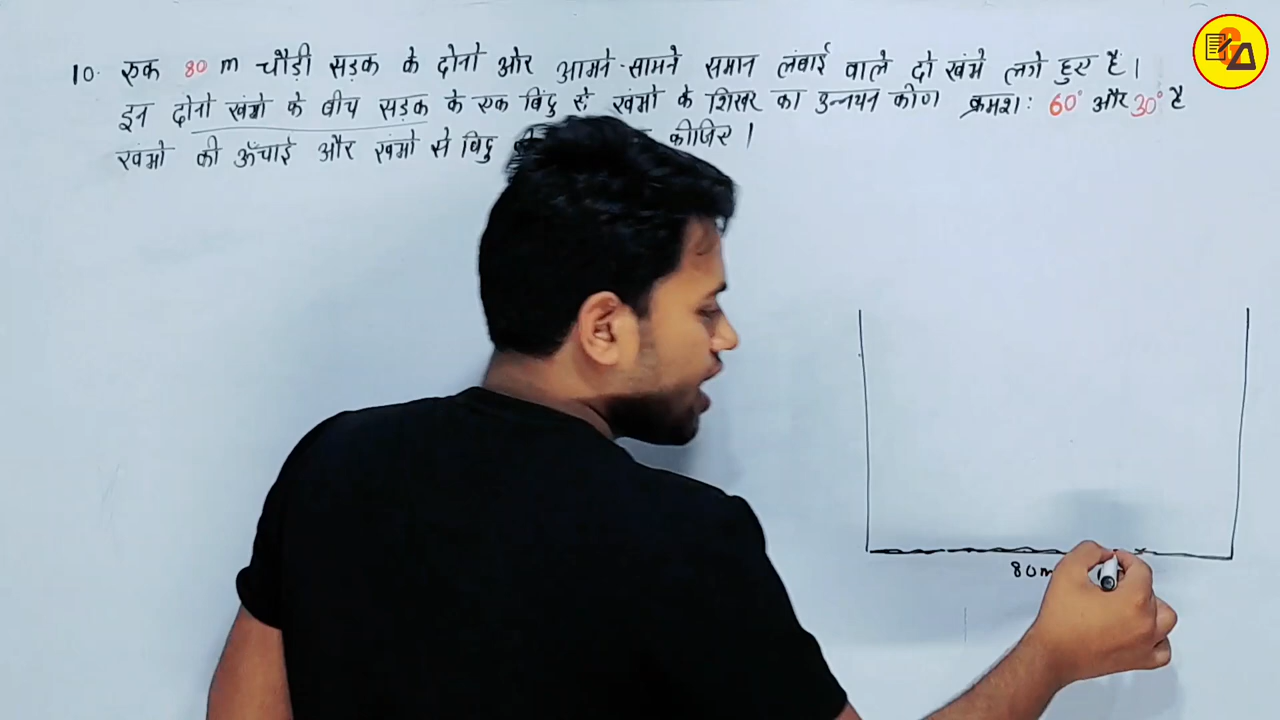 10. एक 80 m चौड़ी सड़क के दोनो ओर आमने-सामने समान लंबाई वाले दो खंभे लगे हुए हैं।
इन दोनो खंभो के बीच सड़क के एक बिंदु से खंभो के शिखर का उन्नयन कोण क्रमशः 60° और 30° है
खंभो की ऊँचाई और खंभो से बिंदु कीजिए।
80m